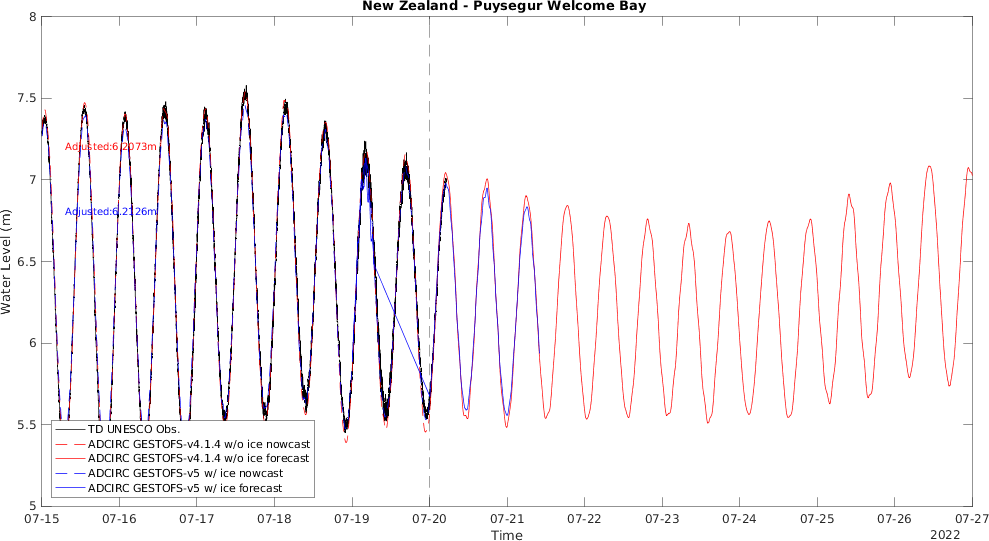 New Zealand - Puysegur Welcome Bay
8
7.5
7
6.5
6
5.5
5
Water Level (m)
Adjusted:6.2073m
Adjusted:6.2126m
TD UNESCO Obs.
ADCIRC GESTOFS-v4.1.4 w/o ice nowcast
ADCIRC GESTOFS-v4.1.4 w/o ice forecast
ADCIRC GESTOFS-v5 w/ ice nowcast
ADCIRC GESTOFS-v5 w/ ice forecast
07-15 07-16 07-17 07-18 07-19 07-20 07-21 07-22 07-23 07-24 07-25 07-26 07-27
Time
2022